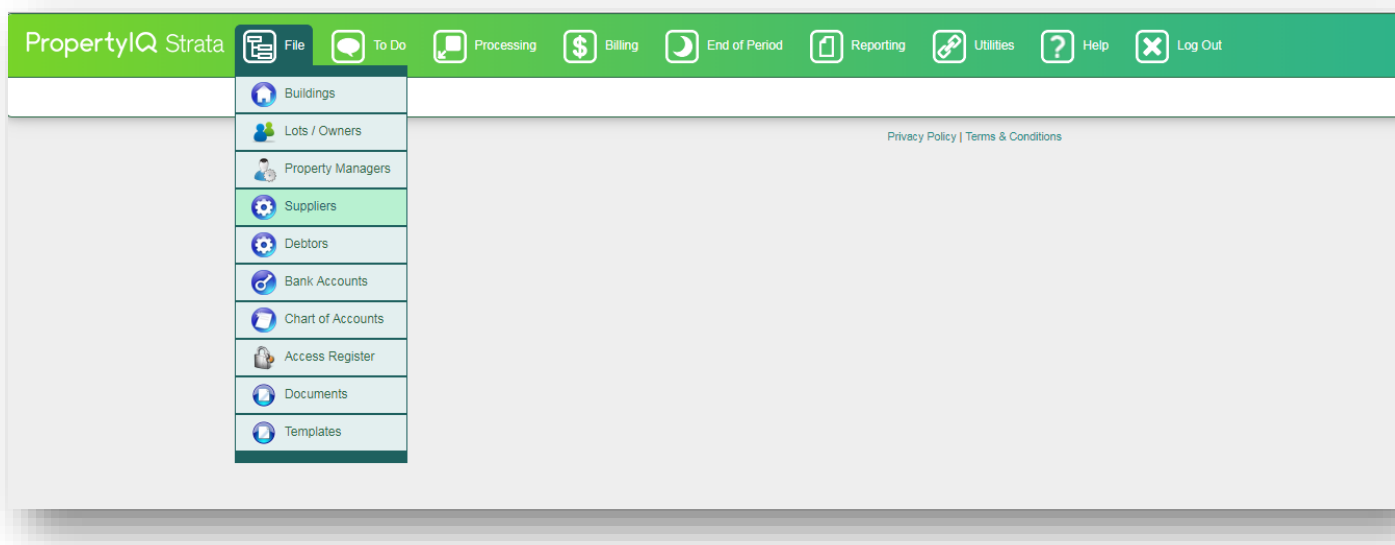 PropertyIQ Strata File To Do Processing Billing End of Period Reporting Utilities Help Log Out
Buildings
Lots / Owners
Privacy Policy | Terms & Conditions
Property Managers
Suppliers
Debtors
Bank Accounts
Chart of Accounts
Access Register
Documents
Templates